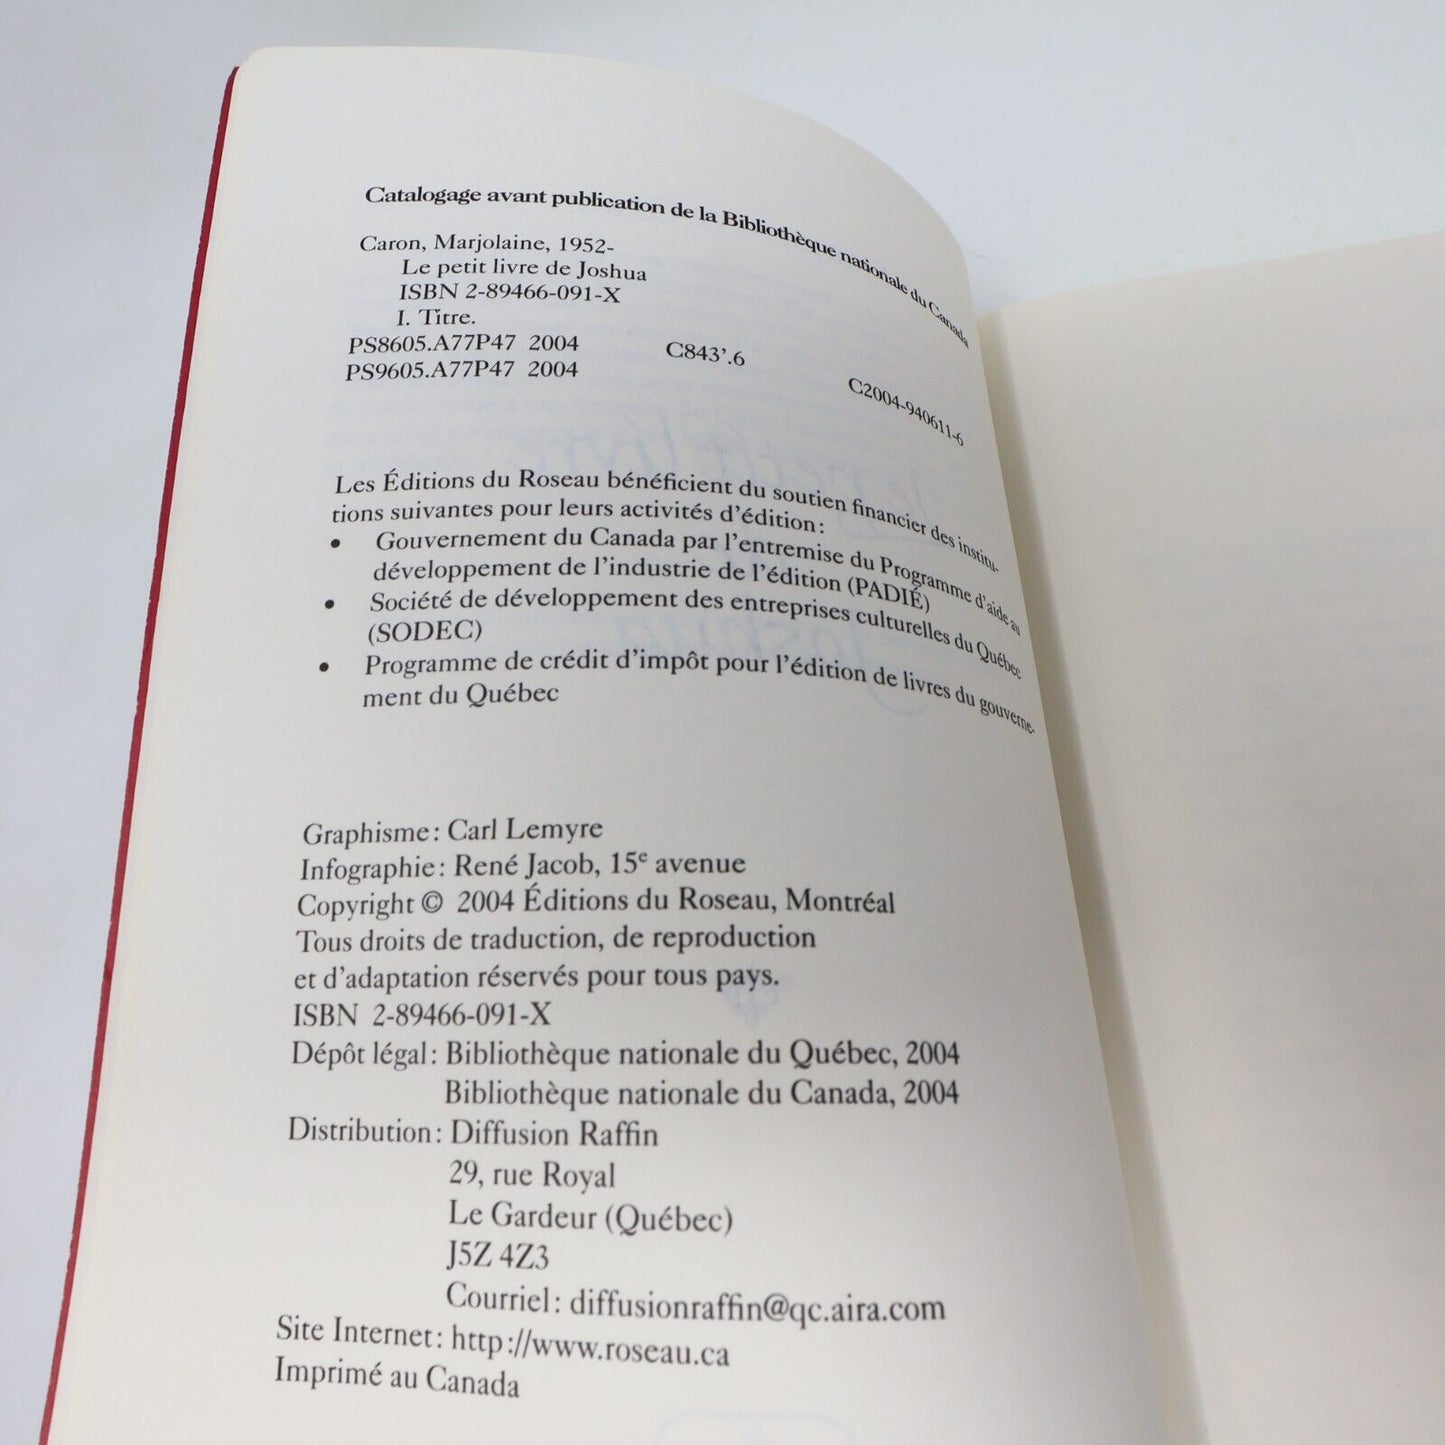 Catalogage avant publication de la Bibliothèque nationale du Canada
Caron, Marjolaine, 1952-
Le petit livre de Joshua
ISBN 2-89466-091-X
I. Titre.
PS8605.A77P47 2004 C843'.6 C2004-940611-6
PS9605.A77P47 2004
Les Éditions du Roseau bénéficient du soutien financier des institu-
tions suivantes pour leurs activités d'édition :
• Gouvernement du Canada par l'entremise du Programme d'aide au
développement de l'industrie de l'édition (PADIÉ)
• Société de développement des entreprises culturelles du Québec
(SODEC)
• Programme de crédit d'impôt pour l'édition de livres du gouverne-
ment du Québec
Graphisme : Carl Lemyre
Infographie : René Jacob, 15e avenue
Copyright © 2004 Éditions du Roseau, Montréal
Tous droits de traduction, de reproduction
et d'adaptation réservés pour tous pays.
ISBN 2-89466-091-X
Dépôt légal : Bibliothèque nationale du Québec, 2004
Bibliothèque nationale du Canada, 2004
Distribution : Diffusion Raffin
29, rue Royal
Le Gardeur (Québec)
J5Z 4Z3
Courriel : diffusionraffin@qc.aira.com
Site Internet : http://www.roseau.ca
Imprimé au Canada